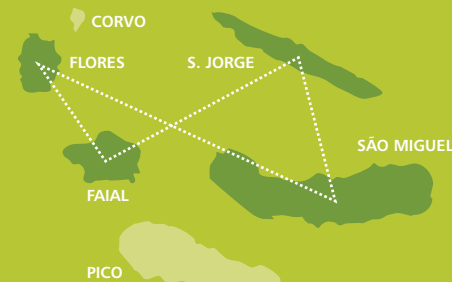 CORVO
FLORES
S. JORGE
SÃO MIGUEL
FAIAL
PICO